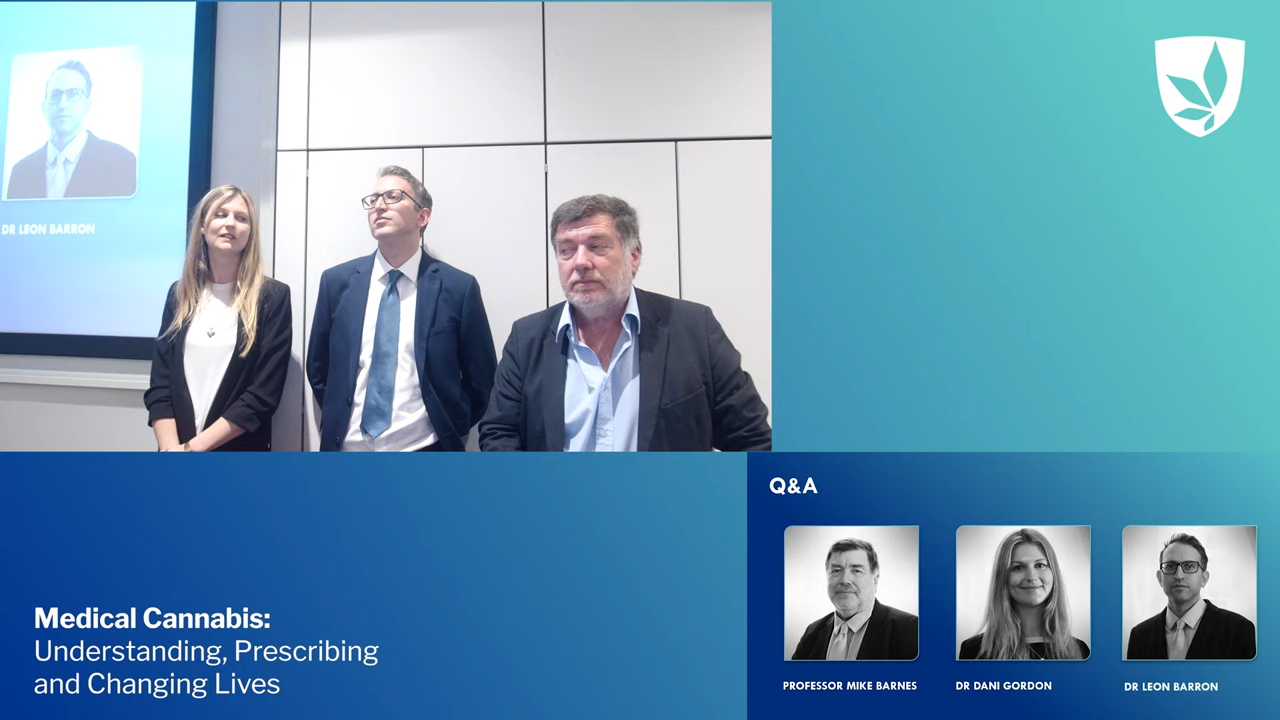 DR LEON BARRON
Medical Cannabis:
Understanding, Prescribing
and Changing Lives
Q&A
PROFESSOR MIKE BARNES
DR DANI GORDON
DR LEON BARRON